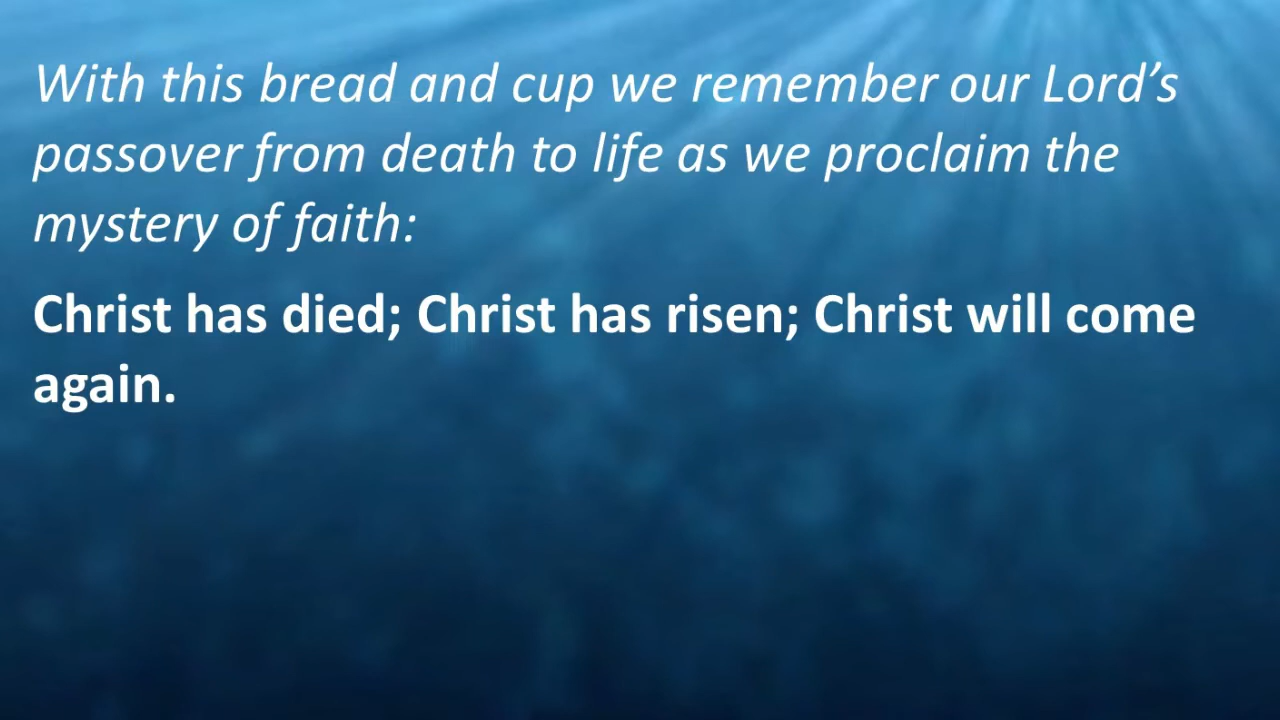 With this bread and cup we remember our Lord’s
passover from death to life as we proclaim the
mystery of faith:
Christ has died; Christ has risen; Christ will come
again.